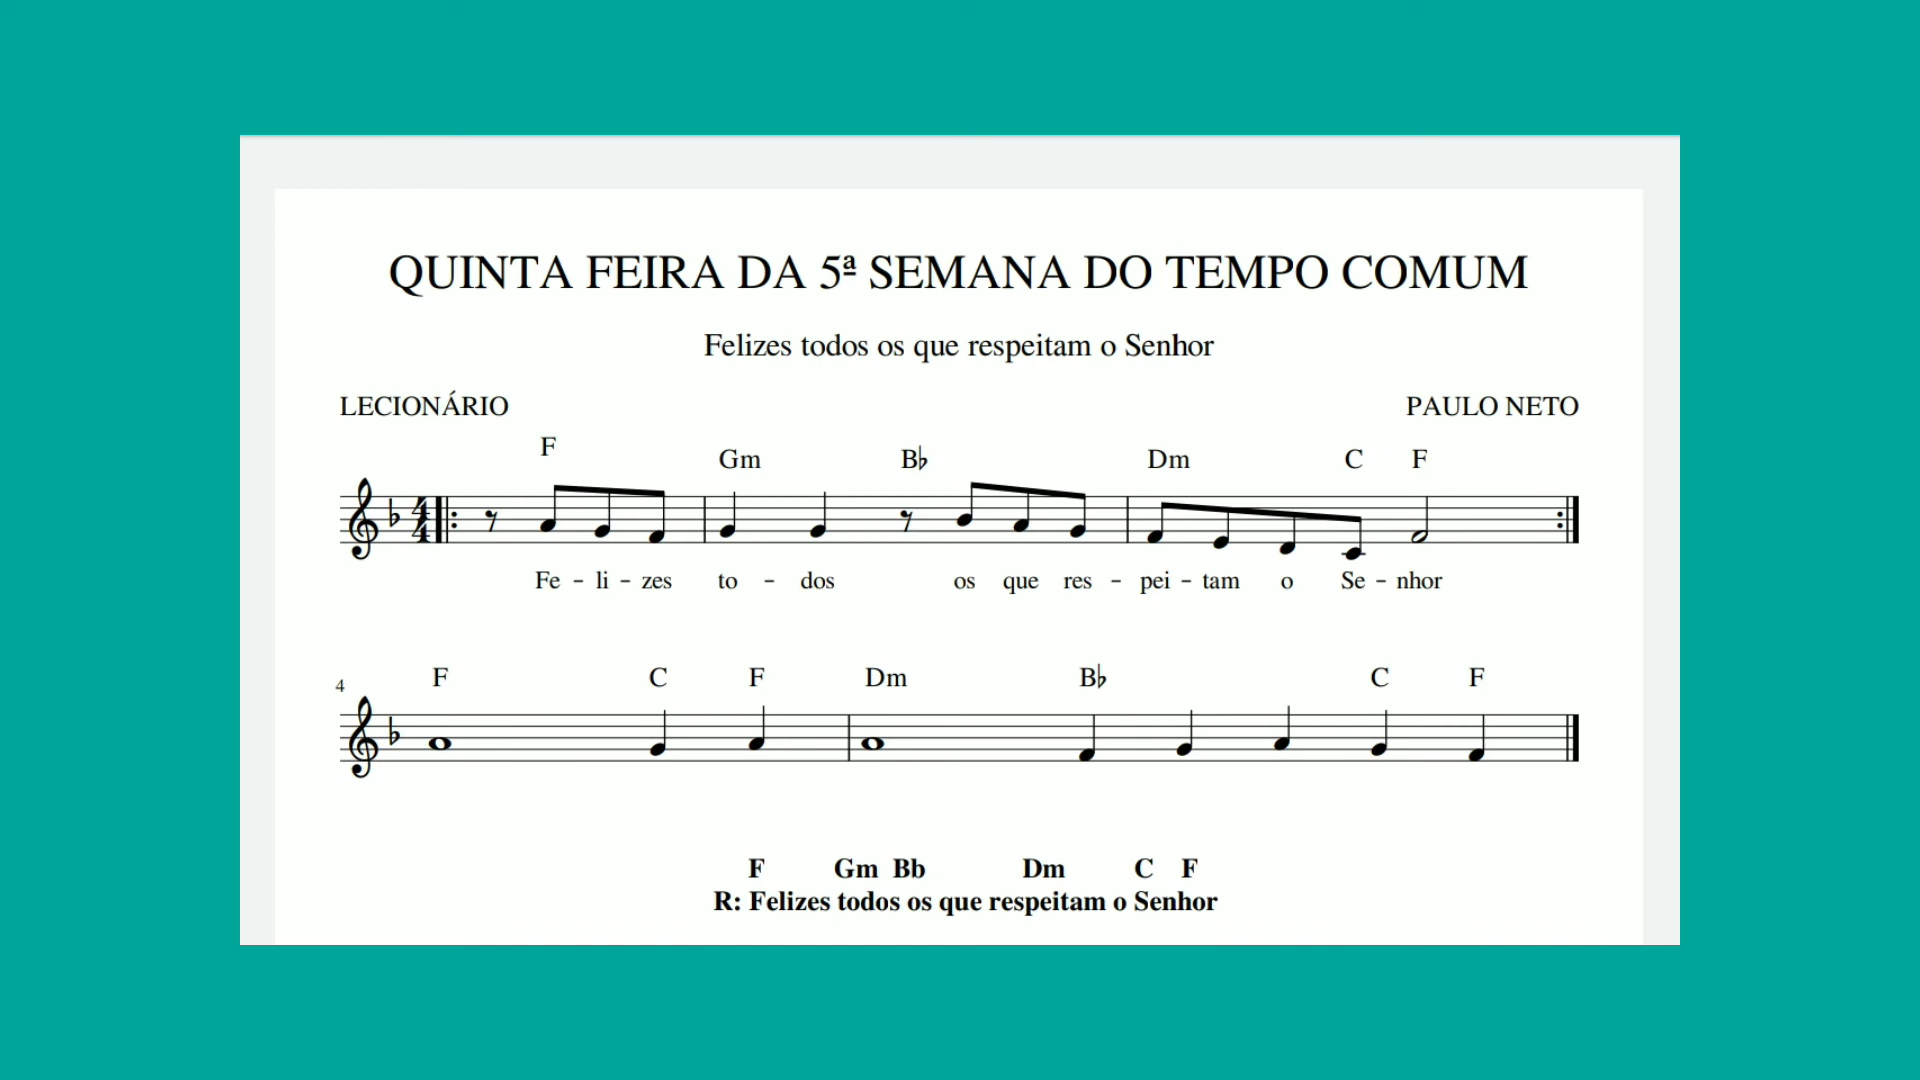 QUINTA FEIRA DA 5ª SEMANA DO TEMPO COMUM
Felizes todos os que respeitam o Senhor
LECIONÁRIO PAULO NETO
F Gm B♭ Dm C F
4/4
Fe - li - zes to - dos os que res - pei - tam o Se - nhor
4 F C F Dm B♭ C F
F Gm Bb Dm C F
R: Felizes todos os que respeitam o Senhor